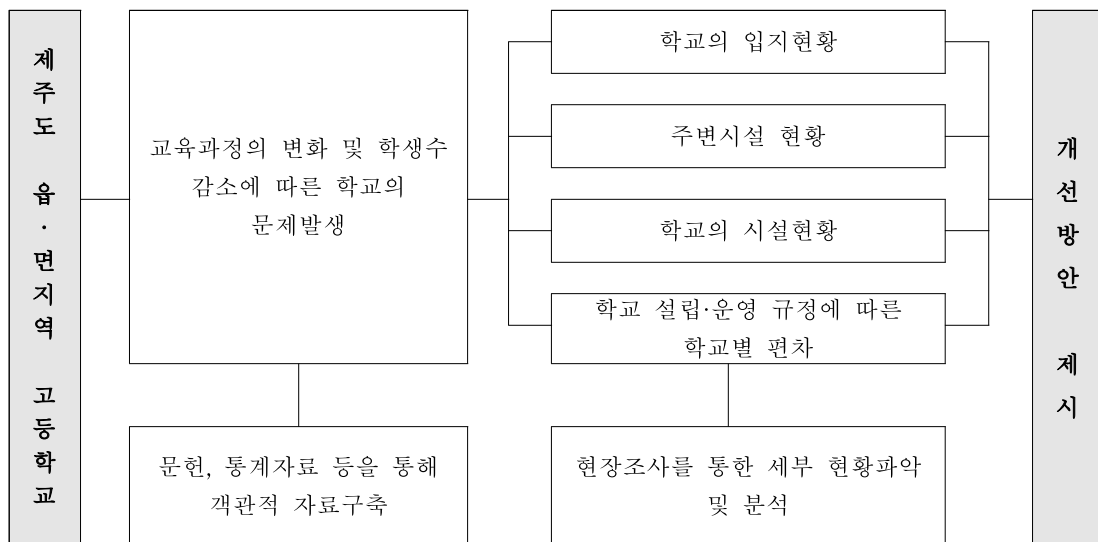 제주도 읍·면지역 고등학교
교육과정의 변화 및 학생수
감소에 따른 학교의
문제발생
문헌, 통계자료 등을 통해
객관적 자료구축
학교의 입지현황
주변시설 현황
학교의 시설현황
학교 설립·운영 규정에 따른
학교별 편차
현장조사를 통한 세부 현황파악
및 분석
개선방안 제시